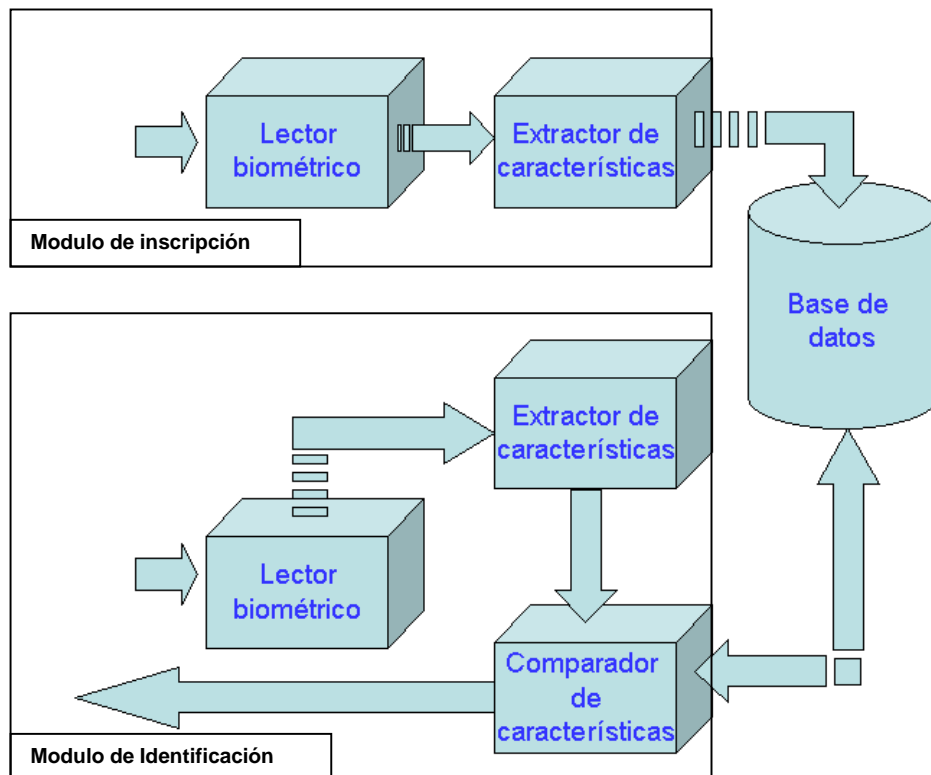 Lector
biométrico
Extractor de
características
Modulo de inscripción
Base de
datos
Extractor de
características
Lector
biométrico
Comparador
de
características
Modulo de Identificación